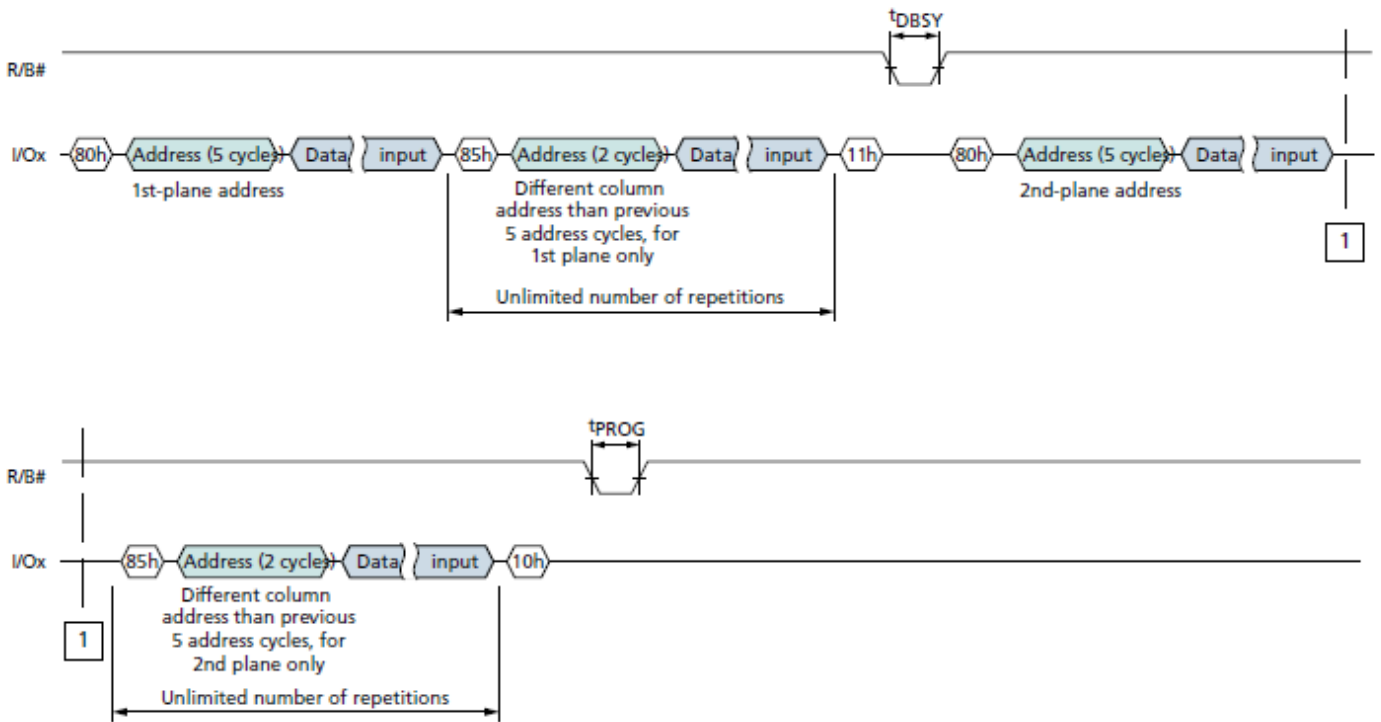 tDBSY
R/B#
I/Ox 80h Address (5 cycles) Data input 85h Address (2 cycles) Data input 11h 80h Address (5 cycles) Data input
1st-plane address
Different column
address than previous
5 address cycles, for
1st plane only
2nd-plane address
1
Unlimited number of repetitions
tPROG
R/B#
I/Ox 85h Address (2 cycles) Data input 10h
1
Different column
address than previous
5 address cycles, for
2nd plane only
Unlimited number of repetitions